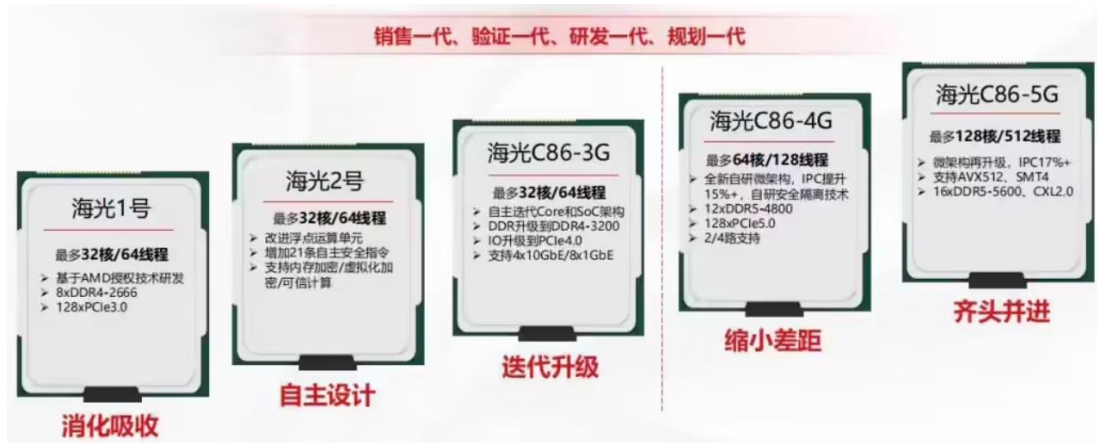 销售一代、验证一代、研发一代、规划一代
海光1号
最多32核/64线程
基于AMD授权技术研发
8xDDR4-2666
128xPCIe3.0
消化吸收
海光2号
最多32核/64线程
改进浮点运算单元
增加21条自主安全指令
支持内存加密/虚拟化加
密/可信计算
自主设计
海光C86-3G
最多32核/64线程
自主迭代Core和SoC架构
DDR升级到DDR4-3200
IO升级到PCIe4.0
支持4x10GbE/8x1GbE
迭代升级
海光C86-4G
最多64核/128线程
全新自研微架构，IPC提升
15%+，自研安全隔离技术
12xDDR5-4800
128xPCIe5.0
2/4路支持
缩小差距
海光C86-5G
最多128核/512线程
微架构再升级，IPC17%+
支持AVX512、SMT4
16xDDR5-5600、CXL2.0
齐头并进